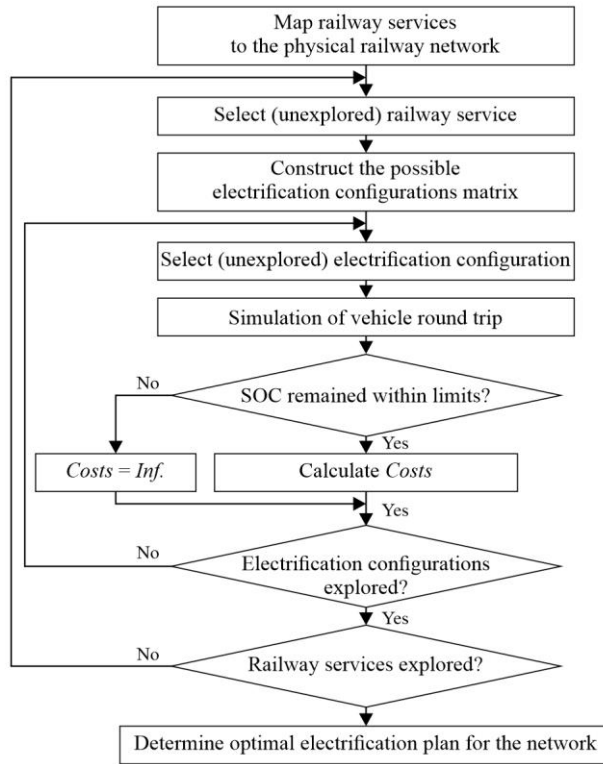 Map railway services
to the physical railway network
Select (unexplored) railway service
Construct the possible
electrification configurations matrix
Select (unexplored) electrification configuration
Simulation of vehicle round trip
No
SOC remained within limits?
Yes
Costs = Inf.
Calculate Costs
Yes
No
Electrification configurations
explored?
Yes
No
Railway services explored?
Determine optimal electrification plan for the network